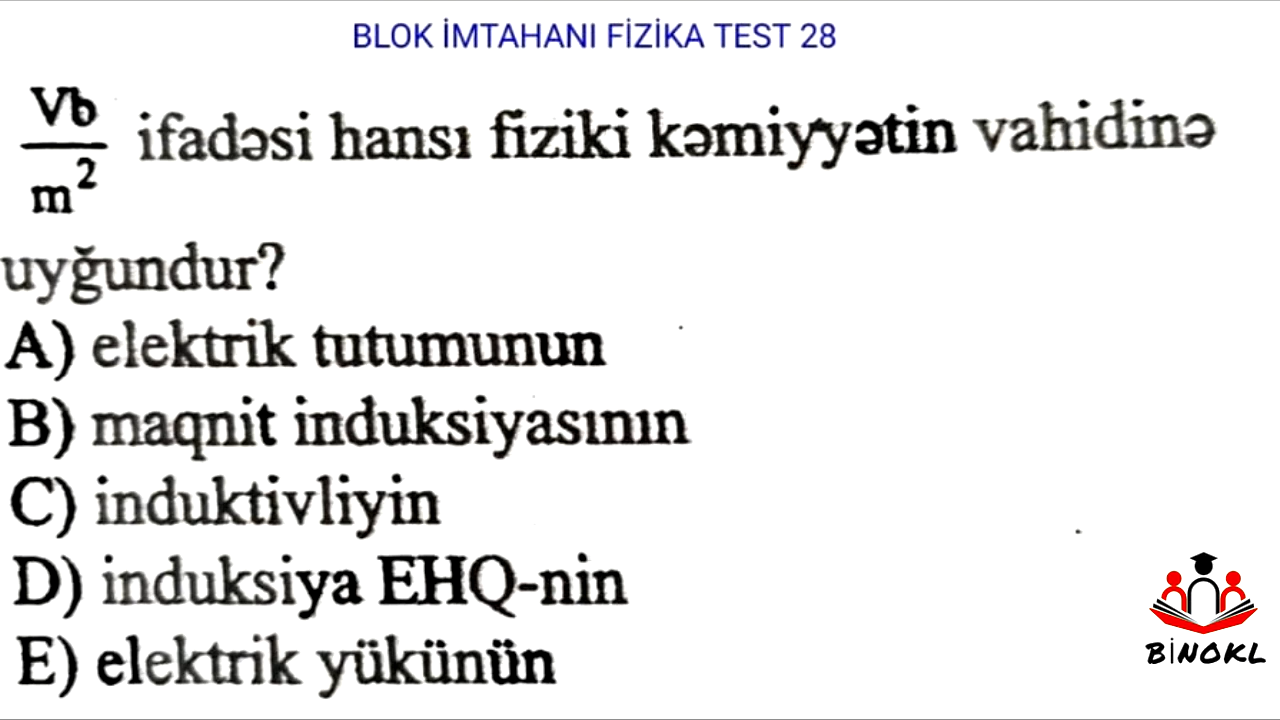 BLOK İMTAHANI FİZİKA TEST 28
Vb
m² ifadəsi hansı fiziki kəmiyyətin vahidinə
uyğundur?
A) elektrik tutumunun
B) maqnit induksiyasının
C) induktivliyin
D) induksiya EHQ-nin
E) elektrik yükünün
BİNOKL